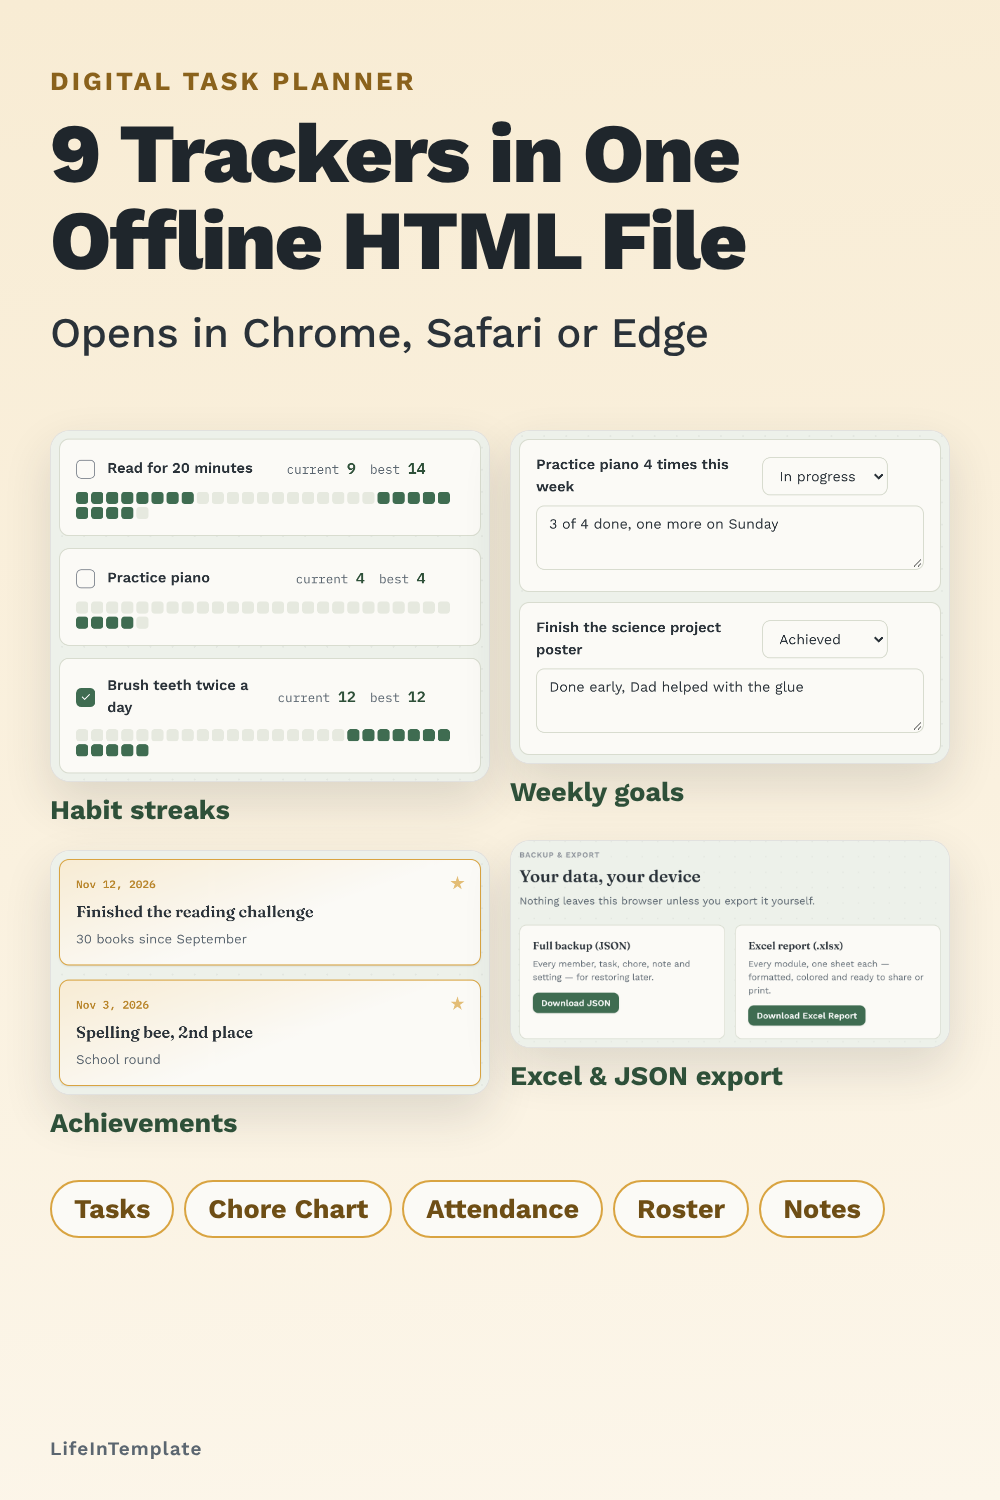 DIGITAL TASK PLANNER
9 Trackers in One
Offline HTML File
Opens in Chrome, Safari or Edge
Read for 20 minutes current 9 best 14
Practice piano current 4 best 4
Brush teeth twice a
day
current 12 best 12
Habit streaks
Practice piano 4 times this
week
In progress
3 of 4 done, one more on Sunday
Finish the science project
poster
Achieved
Done early, Dad helped with the glue
Weekly goals
Nov 12, 2026
Finished the reading challenge
30 books since September
Nov 3, 2026
Spelling bee, 2nd place
School round
Achievements
BACKUP & EXPORT
Your data, your device
Nothing leaves this browser unless you export it yourself.
Full backup (JSON)
Every member, task, chore, note and
setting — for restoring later.
Download JSON
Excel report (.xlsx)
Every module, one sheet each —
formatted, colored and ready to share or
print.
Download Excel Report
Excel & JSON export
Tasks
Chore Chart
Attendance
Roster
Notes
LifeInTemplate